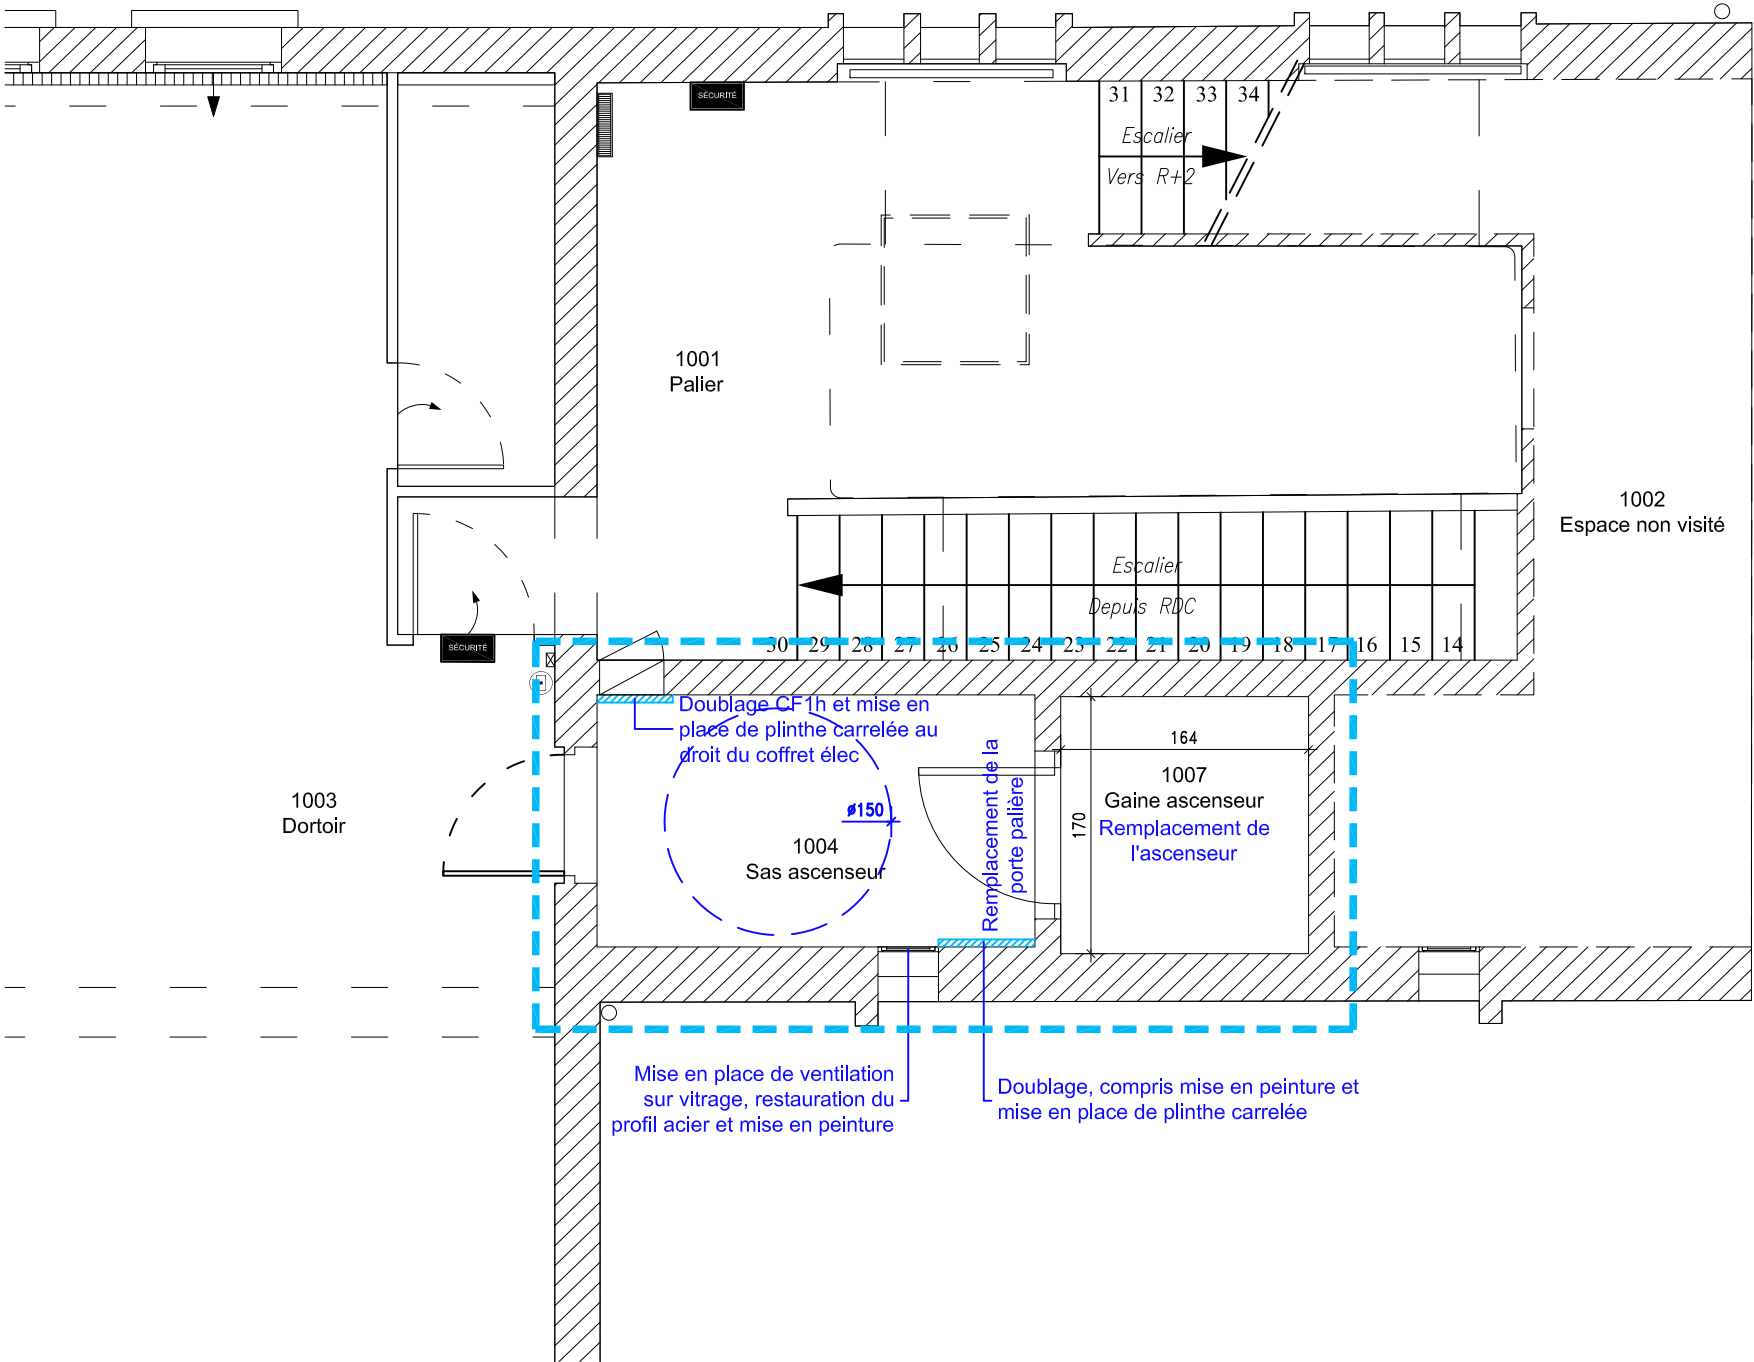 SÉCURITÉ
31 32 33 34
Escalier
Vers R+2
1001
Palier
1002
Espace non visité
Escalier
Depuis RDC
30 29 28 27 26 25 24 23 22 21 20 19 18 17 16 15 14
SÉCURITÉ
Doublage CF1h et mise en
place de plinthe carrelée au
droit du coffret élec
Remplacement de la
porte palière
164
170
1007
Gaine ascenseur
Remplacement de
l'ascenseur
1003
Dortoir
ø150
1004
Sas ascenseur
Mise en place de ventilation
sur vitrage, restauration du
profil acier et mise en peinture
Doublage, compris mise en peinture et
mise en place de plinthe carrelée